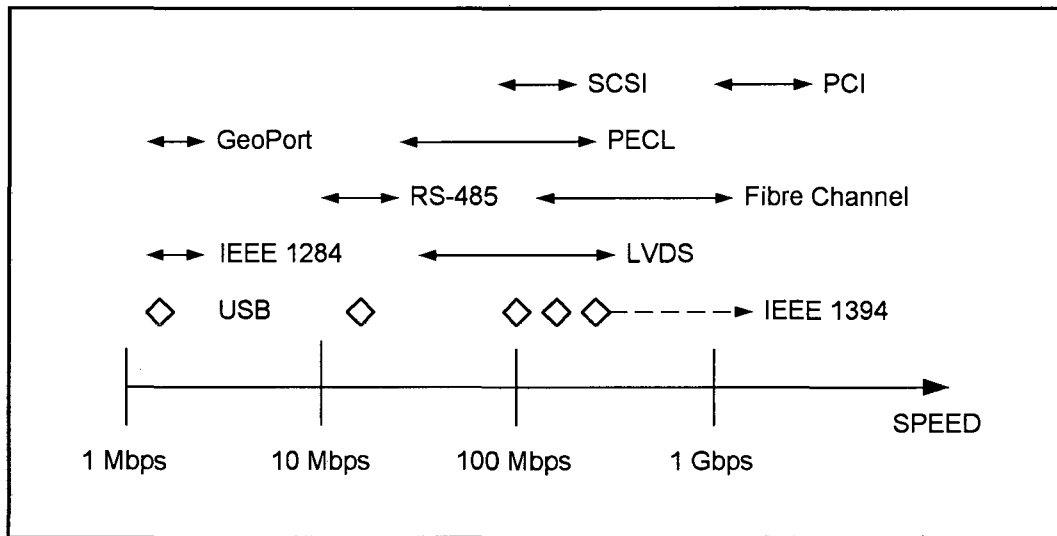 SCSI PCI
GeoPort PECL
RS-485 Fibre Channel
IEEE 1284 LVDS
USB IEEE 1394
SPEED
1 Mbps 10 Mbps 100 Mbps 1 Gbps